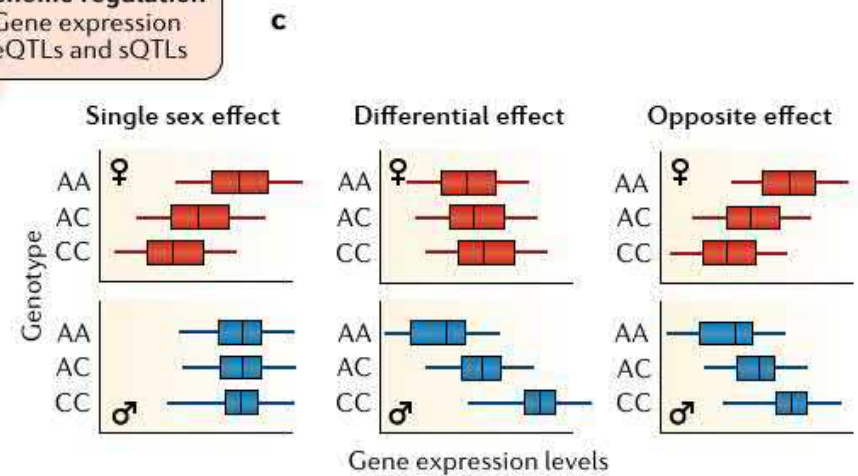 Gene expression
eQTLs and sQTLs
c
Single sex effect
Differential effect
Opposite effect
Genotype
♀
AA
AC
CC
♀
AA
AC
CC
♀
AA
AC
CC
AA
AC
CC
♂
AA
AC
CC
♂
AA
AC
CC
♂
Gene expression levels